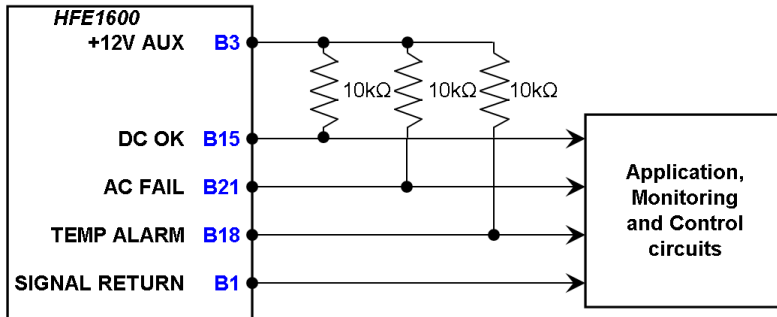 HFE1600
+12V AUX B3
10kΩ 10kΩ 10kΩ
DC OK B15
AC FAIL B21
TEMP ALARM B18
SIGNAL RETURN B1
Application,
Monitoring
and Control
circuits